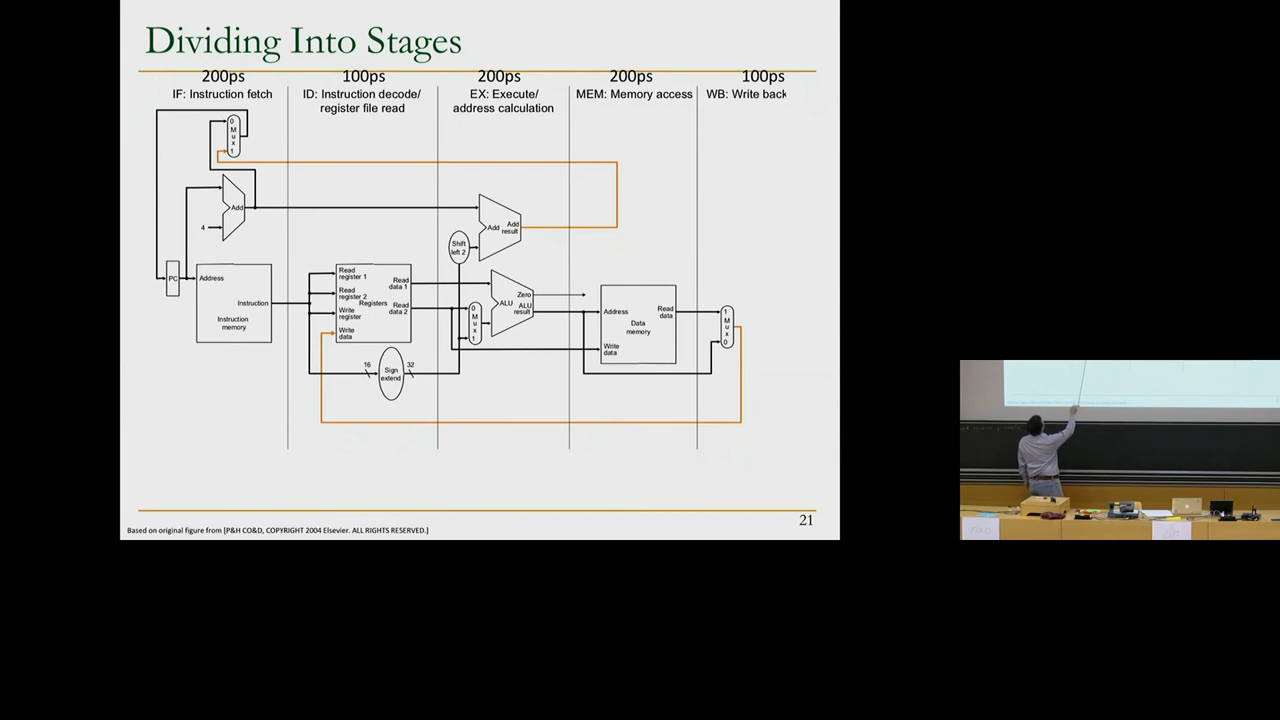 Dividing Into Stages
200ps 100ps 200ps 200ps 100ps
IF: Instruction fetch
ID: Instruction decode/
register file read
EX: Execute/
address calculation
MEM: Memory access
WB: Write back
0
M
u
x
1
Add
4
PC
Address
Instruction
Instruction
memory
Read
register 1
Read
register 2
Registers
Write
register
Write
data
Read
data 1
Read
data 2
16
Sign
extend
32
Shift
left 2
Add
Add
result
0
M
u
x
1
ALU
Zero
ALU
result
Address
Data
memory
Write
data
Read
data
1
M
u
x
0
21
Based on original figure from [P&H CO&D, COPYRIGHT 2004 Elsevier. ALL RIGHTS RESERVED.]